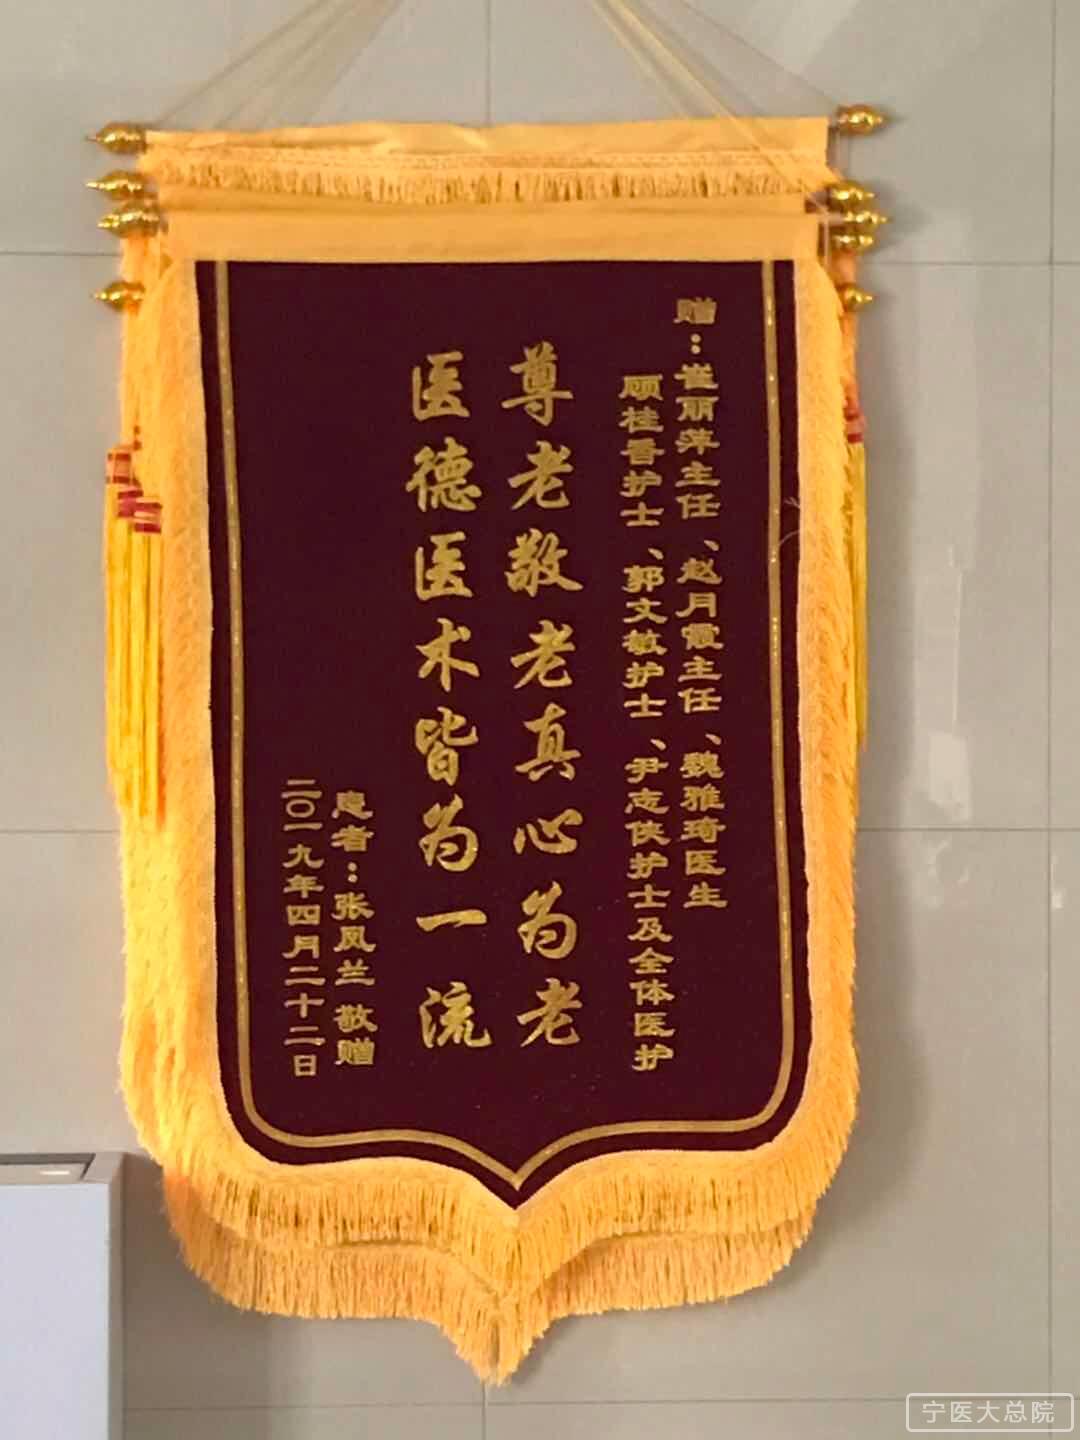 赠：崔丽萍主任、赵月霞主任、魏雅琦医生
顾桂香护士、郭文敏护士、尹志侠护士及全体医护
尊老敬老真心为老
医德医术皆为一流
患者：张凤兰 敬赠
二〇一九年四月二十二日
宁医大总院